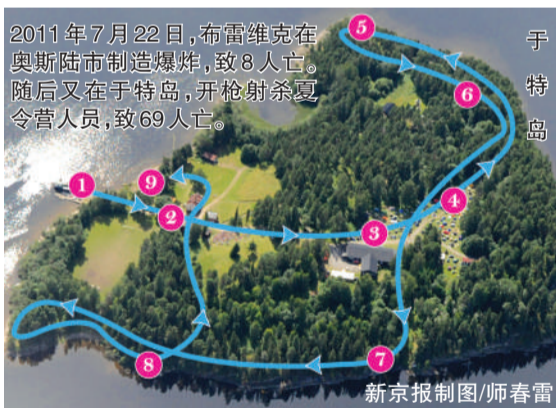 2011年7月22日，布雷维克在
奥斯陆市制造爆炸，致8人亡。
随后又在于特岛，开枪射杀夏
令营人员，致69人亡。
于特岛
5
6
1
9
2
4
3
7
8
新京报制图/师春雷